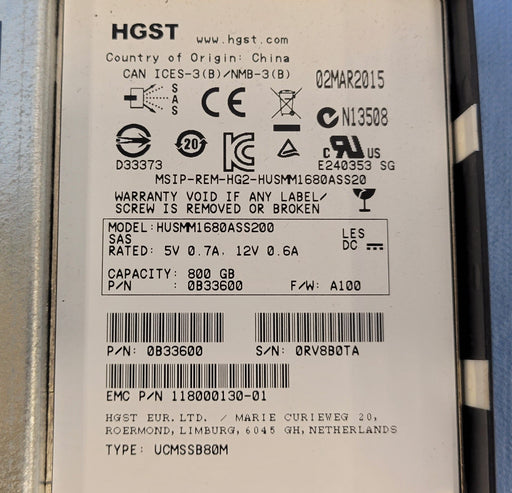 HGST www.hgst.com
Country of Origin: China
CAN ICES-3(B)/NMB-3(B)
02MAR2015
SAS
CE
N13508
D33373
20
c UR US
E240353 SG
MSIP-REM-HG2-HUSMM1680ASS20
WARRANTY VOID IF ANY LABEL/
SCREW IS REMOVED OR BROKEN
MODEL:HUSMM1680ASS200
SAS
RATED: 5V 0.7A, 12V 0.6A
LES
DC
CAPACITY: 800 GB
P/N : 0B33600 F/W: A100
P/N: 0B33600 S/N: 0RV8B0TA
EMC P/N 118000130-01
HGST EUR.LTD. / MARIE CURIEWEG 20,
ROERMOND, LIMBURG, 6045 GH, NETHERLANDS
TYPE: UCMSSB80M